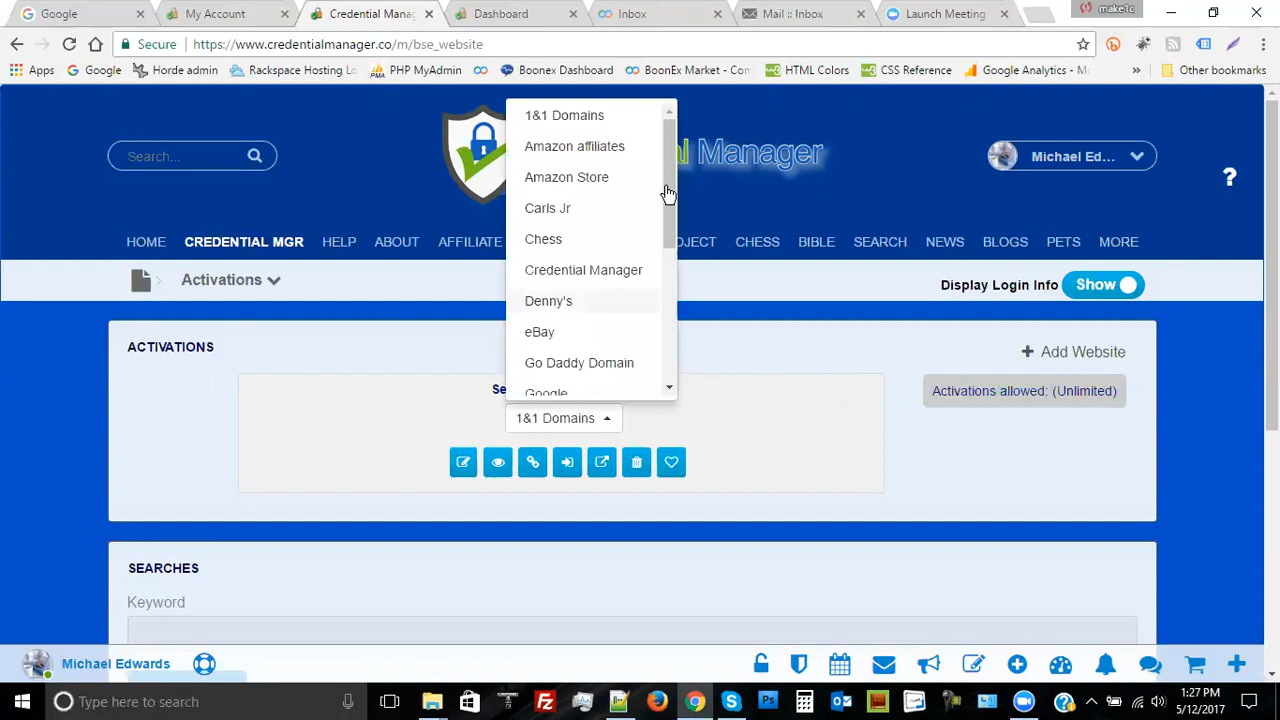 Google
My Account
Credential Mana
Dashboard
Inbox
Mail :: Inbox
Launch Meeting
make1c
Secure
https://www.credentialmanager.co/m/bse_website
Apps
Google
Horde admin
Rackspace Hosting Lo
PHP MyAdmin
Boonex Dashboard
BoonEx Market - Com
HTML Colors
CSS Reference
Google Analytics - Mo
»
Other bookmarks
Search...
Manager
Michael Ed...
?
HOME
CREDENTIAL MGR
HELP
ABOUT
AFFILIATE
OJECT
CHESS
BIBLE
SEARCH
NEWS
BLOGS
PETS
MORE
Activations
Display Login Info
Show
1&1 Domains
Amazon affiliates
Amazon Store
Carls Jr
Chess
Credential Manager
Denny's
eBay
Go Daddy Domain
Google
ACTIVATIONS
+ Add Website
Se
Activations allowed: (Unlimited)
1&1 Domains
SEARCHES
Keyword
Michael Edwards
Type here to search
1:27 PM
5/12/2017